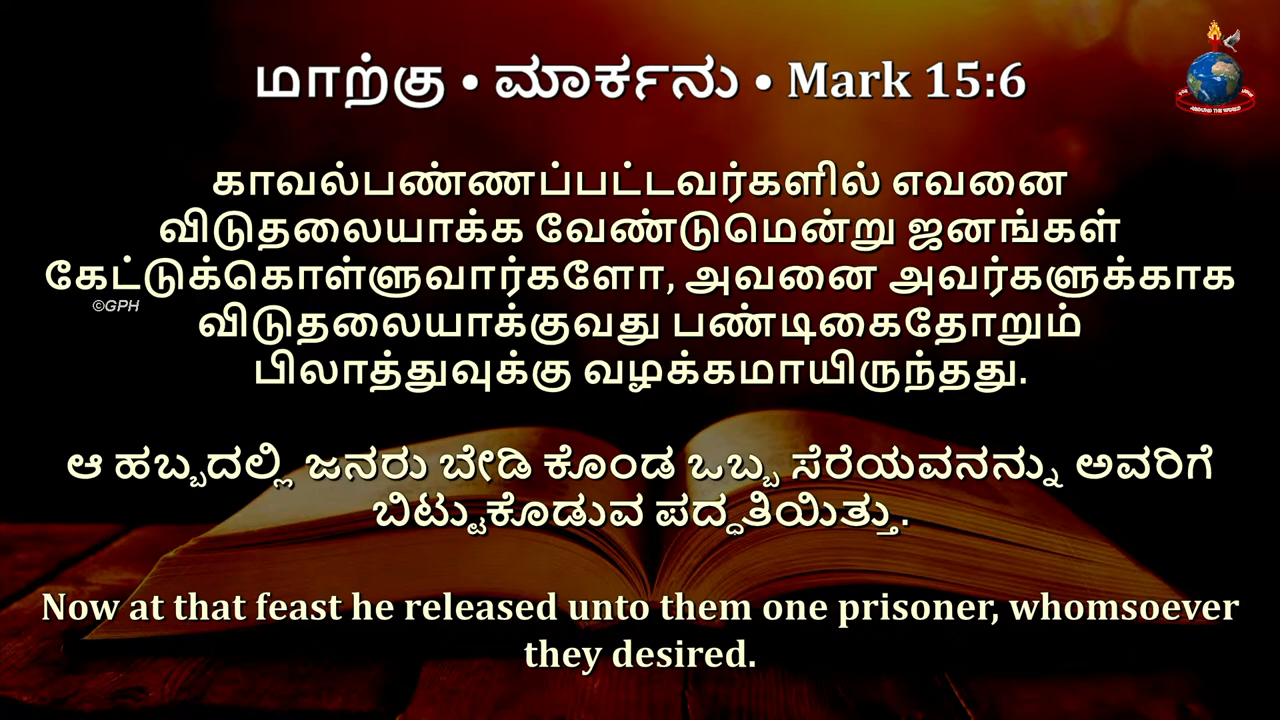 மாற்கு • ಮಾರ್ಕನು • Mark 15:6
காவல்பண்ணப்பட்டவர்களில் எவனை
விடுதலையாக்க வேண்டுமென்று ஜனங்கள்
கேட்டுக்கொள்ளுவார்களோ, அவனை அவர்களுக்காக
©GPH
விடுதலையாக்குவது பண்டிகைதோறும்
பிலாத்துவுக்கு வழக்கமாயிருந்தது.
ಆ ಹಬ್ಬದಲ್ಲಿ ಜನರು ಬೇಡಿ ಕೊಂಡ ಒಬ್ಬ ಸೆರೆಯವನನ್ನು ಅವರಿಗೆ
ಬಿಟ್ಟುಕೊಡುವ ಪದ್ಧತಿಯಿತ್ತು.
Now at that feast he released unto them one prisoner, whomsoever
they desired.